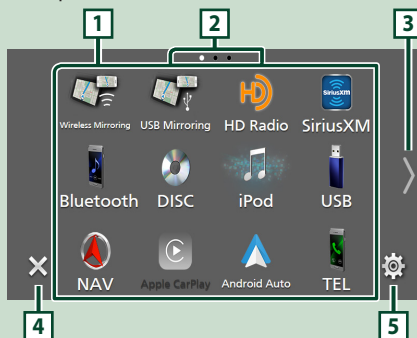 1 2 3
Wireless Mirroring USB Mirroring HD Radio SiriusXM
SiriusXM
Bluetooth DISC iPod USB
NAV Apple CarPlay Android Auto TEL
4 5